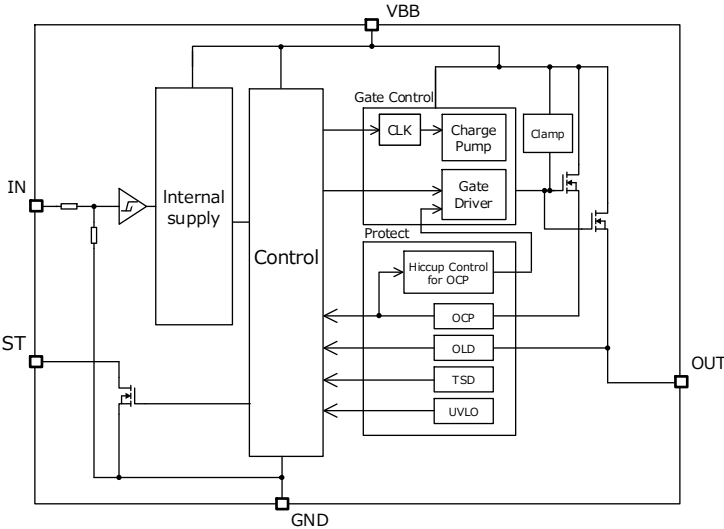 VBB
Gate Control
CLK
Charge
Pump
Clamp
IN
Internal
supply
Gate
Driver
Control
Protect
Hiccup Control
for OCP
OCP
ST
OLD
OUT
TSD
UVLO
GND